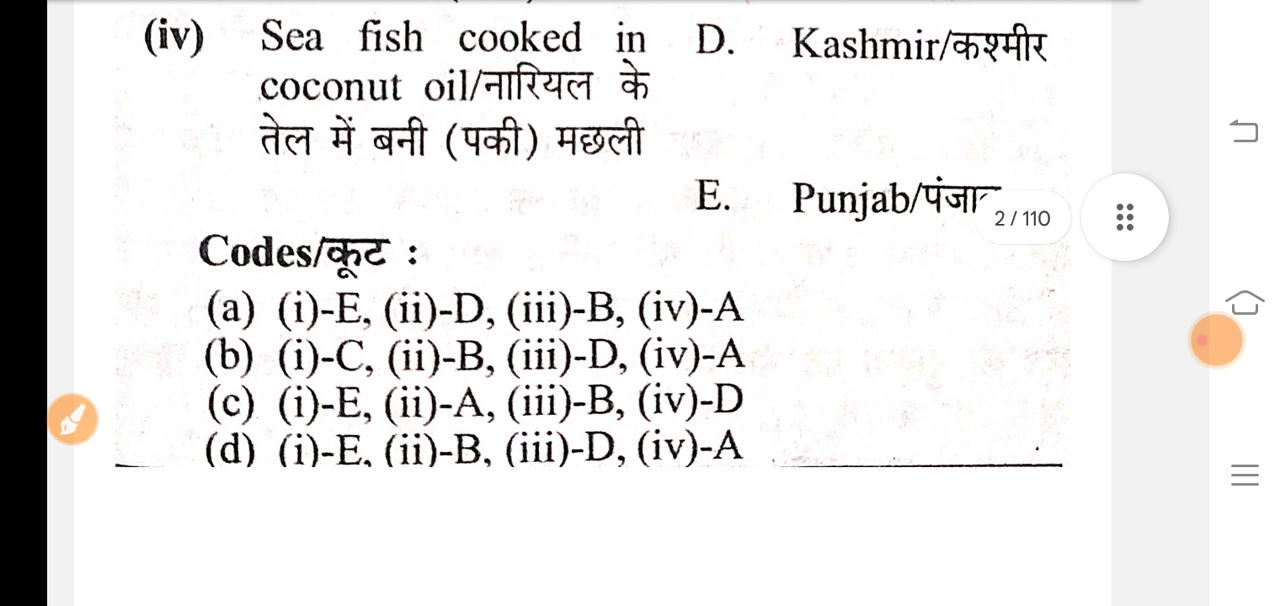 (iv) Sea fish cooked in D. Kashmir/कश्मीर
coconut oil/नारियल के
तेल में बनी (पकी) मछली
E. Punjab/पंजाब
2 / 110
Codes/कूट :
(a) (i)-E, (ii)-D, (iii)-B, (iv)-A
(b) (i)-C, (ii)-B, (iii)-D, (iv)-A
(c) (i)-E, (ii)-A, (iii)-B, (iv)-D
(d) (i)-E, (ii)-B, (iii)-D, (iv)-A